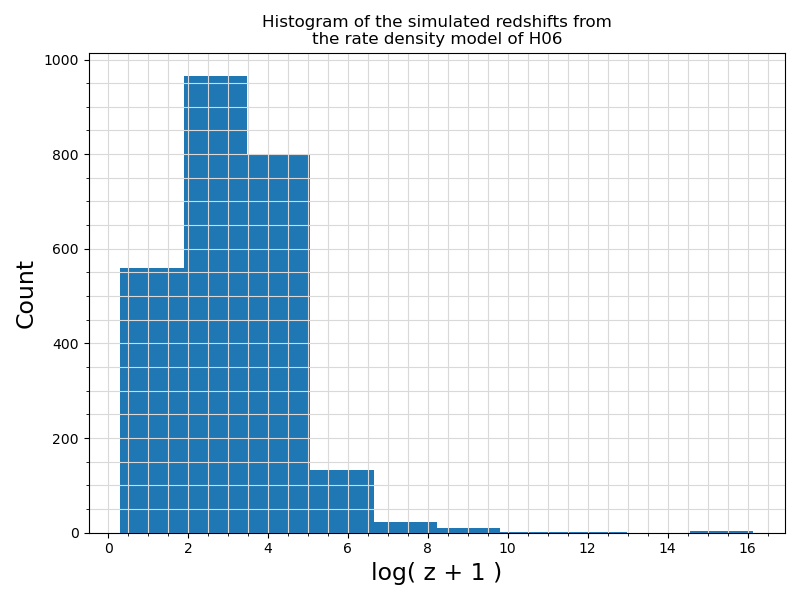 Histogram of the simulated redshifts from
the rate density model of H06
1000
800
600
400
200
0
Count
0 2 4 6 8 10 12 14 16
log( z + 1 )